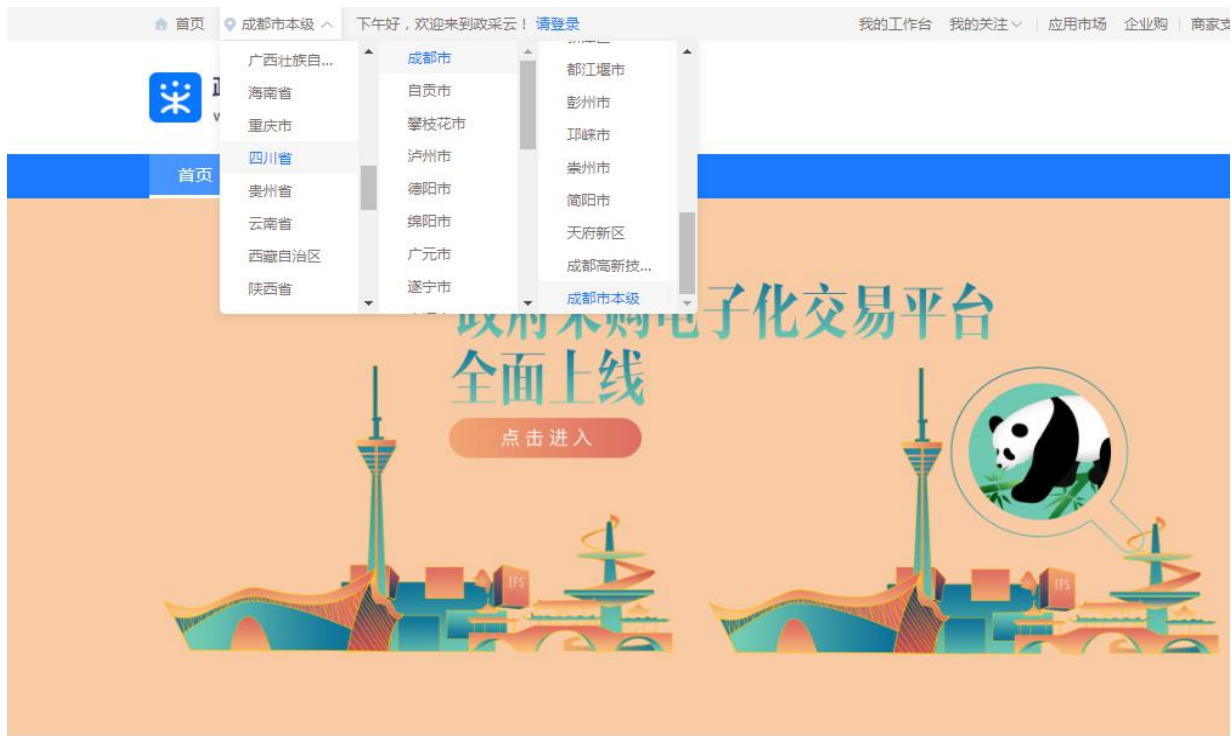 首页 成都市本级 下午好，欢迎来到政采云！ 请登录 我的工作台 我的关注 应用市场 企业购 商家支
广西壮族自...
海南省
重庆市
四川省
贵州省
云南省
西藏自治区
陕西省
成都市
自贡市
攀枝花市
泸州市
德阳市
绵阳市
广元市
遂宁市
都江堰市
彭州市
邛崃市
崇州市
简阳市
天府新区
成都高新技...
成都市本级
首页
政府采购电子化交易平台
全面上线
点击进入
IFS
IFS